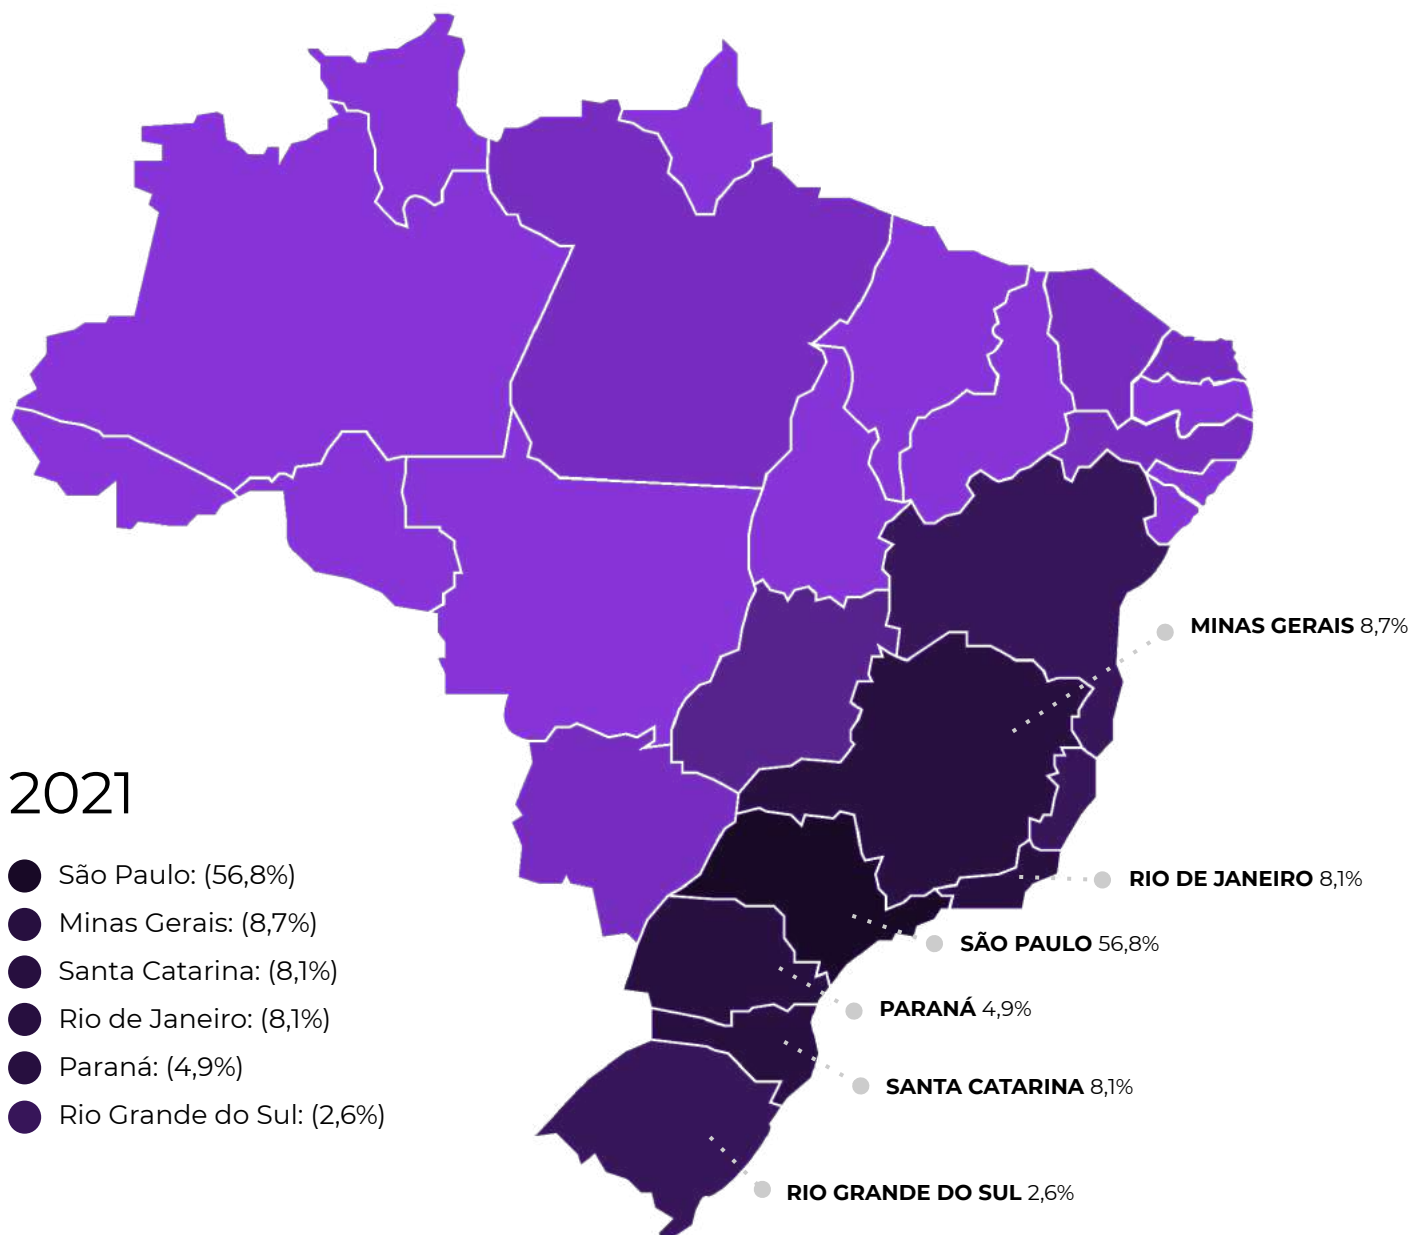 MINAS GERAIS 8,7%
2021
São Paulo: (56,8%)
Minas Gerais: (8,7%)
Santa Catarina: (8,1%)
Rio de Janeiro: (8,1%)
Paraná: (4,9%)
Rio Grande do Sul: (2,6%)
RIO DE JANEIRO 8,1%
SÃO PAULO 56,8%
PARANÁ 4,9%
SANTA CATARINA 8,1%
RIO GRANDE DO SUL 2,6%